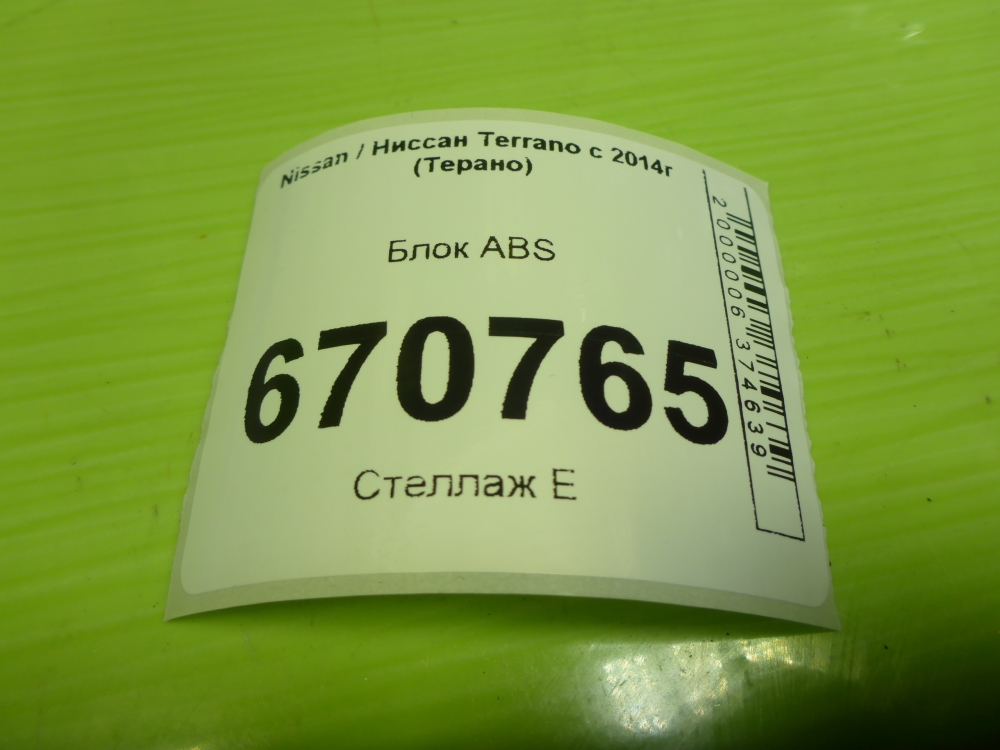 Nissan / Ниссан Terrano с 2014г
(Терано)
Блок ABS
670765
Стеллаж Е
2000006374639